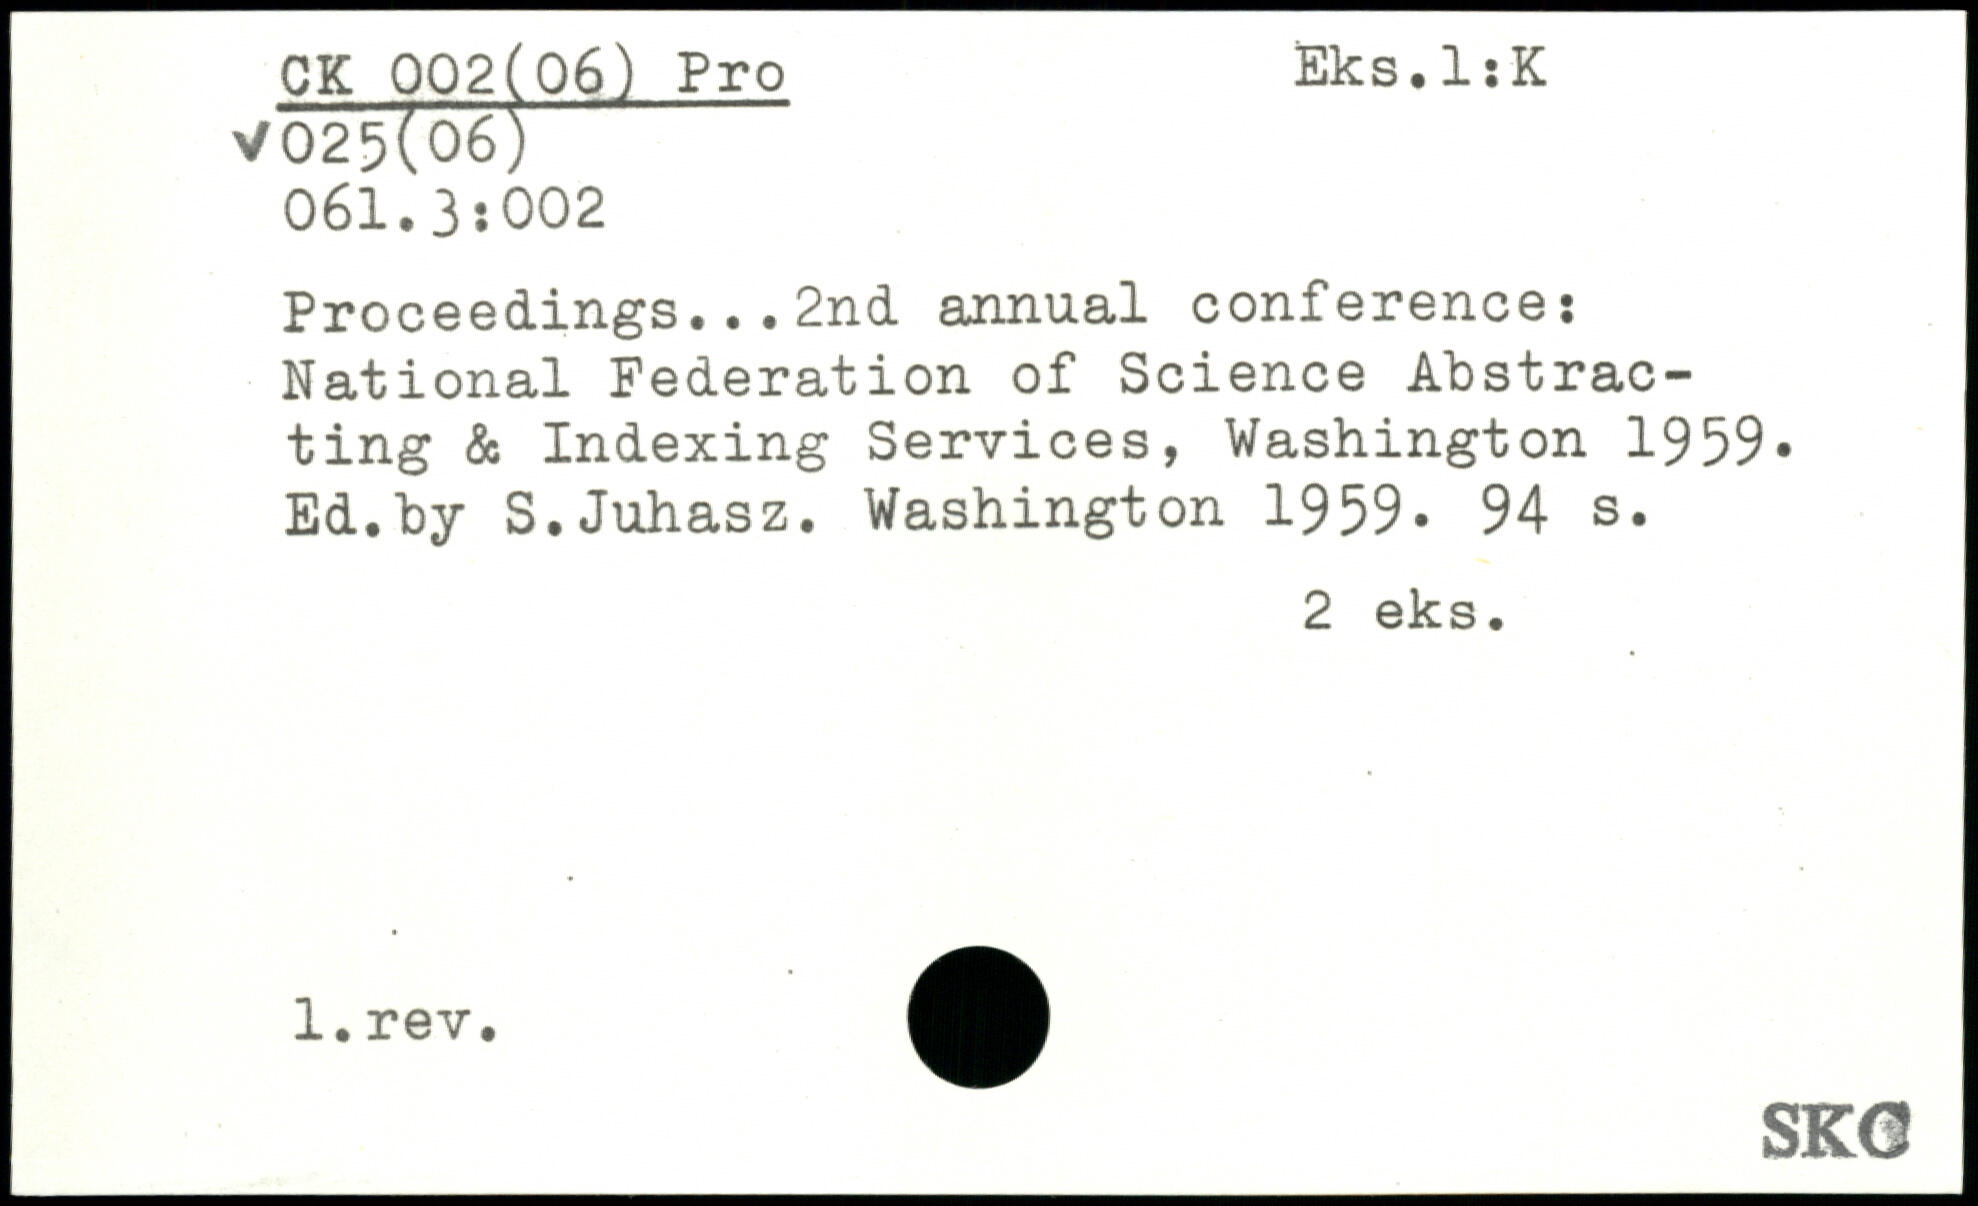 CK 002(06) Pro Eks.1:K
✓025(06)
061.3:002
Proceedings...2nd annual conference:
National Federation of Science Abstrac-
ting & Indexing Services, Washington 1959.
Ed.by S.Juhasz. Washington 1959. 94 s.
2 eks.
1.rev.
SKC